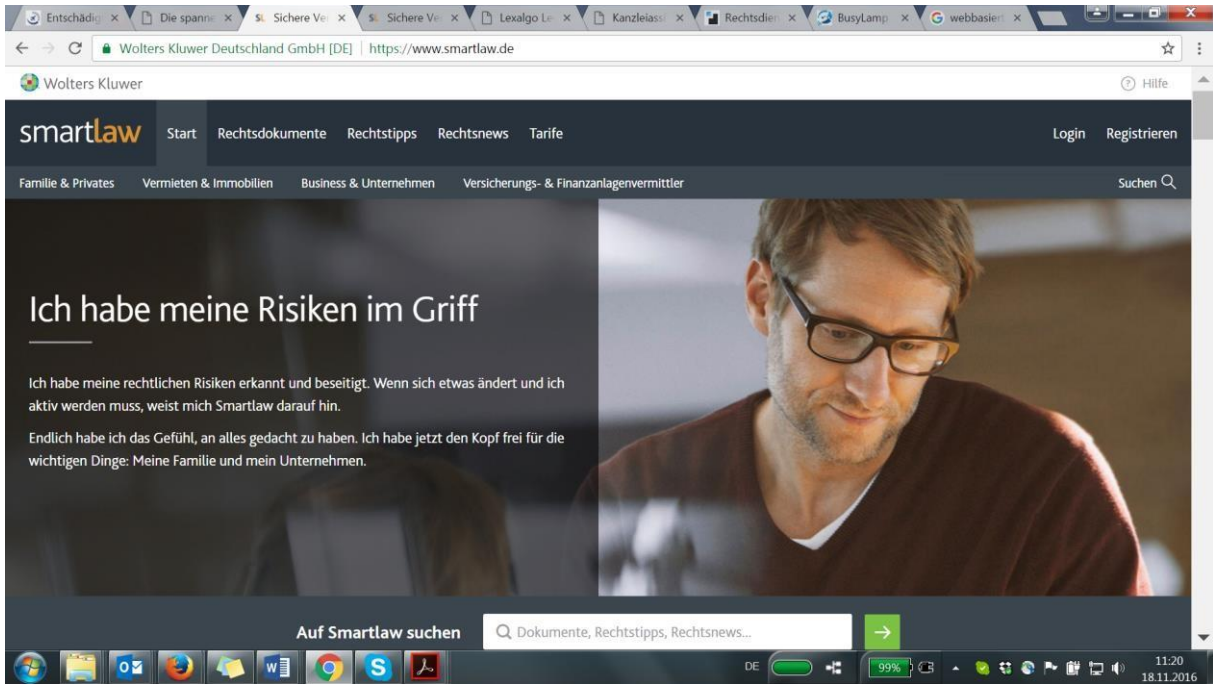 Entschädig
Die spanne
SL Sichere Ver
SL Sichere Ve
Lexalgo Le
Kanzleiassi
Rechtsdien
BusyLamp
G webbasiert
Wolters Kluwer Deutschland GmbH [DE] https://www.smartlaw.de
Wolters Kluwer
? Hilfe
smartlaw Start Rechtsdokumente Rechtstipps Rechtsnews Tarife Login Registrieren
Familie & Privates Vermieten & Immobilien Business & Unternehmen Versicherungs- & Finanzanlagenvermittler Suchen
Ich habe meine Risiken im Griff
Ich habe meine rechtlichen Risiken erkannt und beseitigt. Wenn sich etwas ändert und ich
aktiv werden muss, weist mich Smartlaw darauf hin.
Endlich habe ich das Gefühl, an alles gedacht zu haben. Ich habe jetzt den Kopf frei für die
wichtigen Dinge: Meine Familie und mein Unternehmen.
Auf Smartlaw suchen Dokumente, Rechtstipps, Rechtsnews...
DE 99% 11:20
18.11.2016